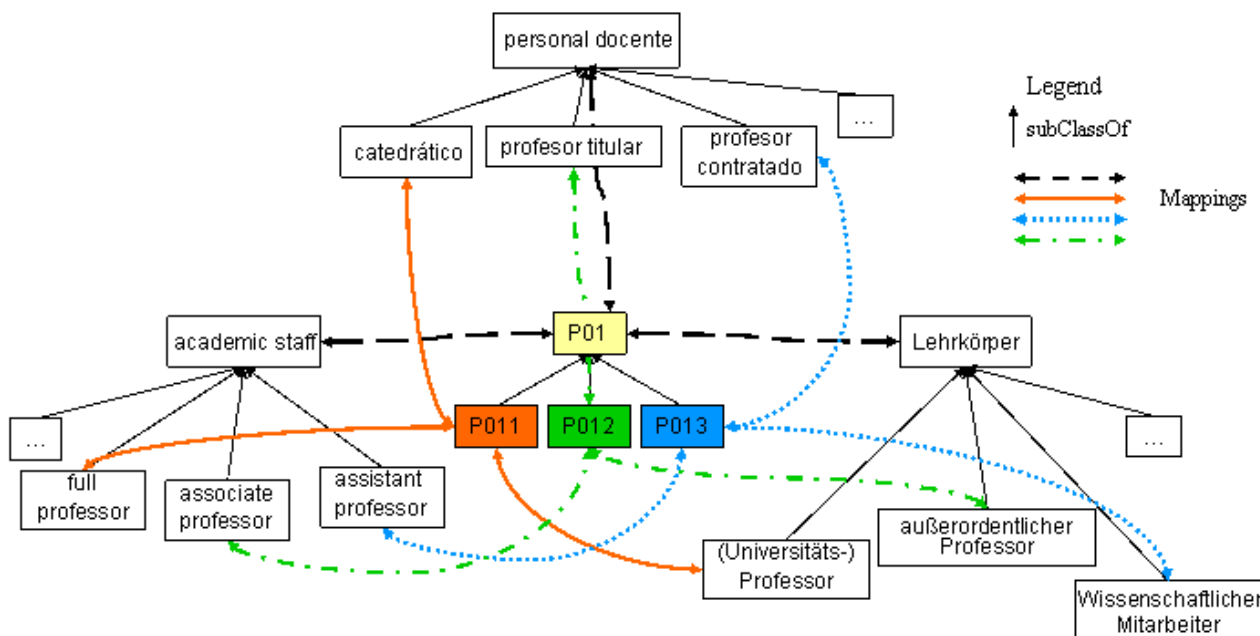 personal docente
...
Legend
subClassOf
Mappings
catedrático
profesor titular
profesor
contratado
academic staff
P01
Lehrkörper
P011
P012
P013
...
...
full
professor
associate
professor
assistant
professor
(Universitäts-)
Professor
außerordentlicher
Professor
Wissenschaftlicher
Mitarbeiter